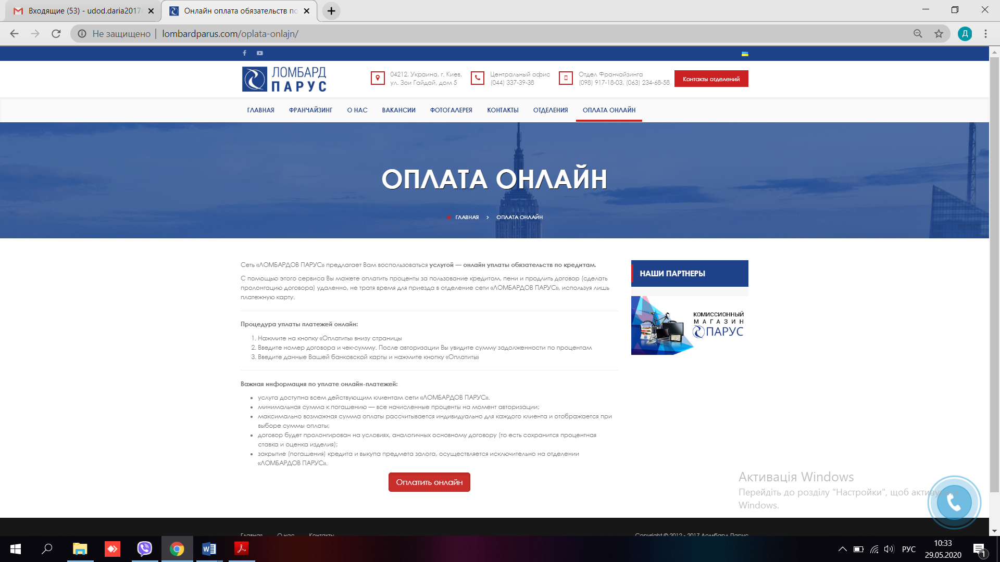 Входящие (53) - udod.daria2017
Онлайн оплата обязательств по
Не защищено | lombardparus.com/oplata-onlajn/
Д
ЛОМБАРД
ПАРУС
04212, Украина, г. Киев,
ул. Зои Гайдай, дом 5
Центральный офис
(044) 337-39-38
Отдел Франчайзинга
(098) 917-18-03, (063) 234-68-58
Контакты отделений
ГЛАВНАЯ ФРАНЧАЙЗИНГ О НАС ВАКАНСИИ ФОТОГАЛЕРЕЯ КОНТАКТЫ ОТДЕЛЕНИЯ ОПЛАТА ОНЛАЙН
ОПЛАТА ОНЛАЙН
ГЛАВНАЯ > ОПЛАТА ОНЛАЙН
Сеть «ЛОМБАРДОВ ПАРУС» предлагает Вам воспользоваться услугой — онлайн уплаты обязательств по кредитам.
С помощью этого сервиса Вы можете оплатить проценты за пользование кредитом, пени и продлить договор (сделать
пролонгацию договора) удаленно, не тратя время для приезда в отделение сети «ЛОМБАРДОВ ПАРУС», используя лишь
платежную карту.
Процедура уплаты платежей онлайн:
1. Нажмите на кнопку «Оплатить» внизу страницы
2. Введите номер договора и чек-сумму. После авторизации Вы увидите сумму задолженности по процентам
3. Введите данные Вашей банковской карты и нажмите кнопку «Оплатить»
Важная информация по уплате онлайн-платежей:
• услуга доступна всем действующим клиентам сети «ЛОМБАРДОВ ПАРУС».
• минимальная сумма к погашению — все начисленные проценты на момент авторизации;
• максимально возможная сумма оплаты рассчитывается индивидуально для каждого клиента и отображается при
выборе суммы оплаты;
• договор будет пролонгирован на условиях, аналогичных основному договору (то есть сохранится процентная
ставка и оценка изделия);
• закрытие (погашения) кредита и выкупа предмета залога, осуществляется исключительно на отделении
«ЛОМБАРДОВ ПАРУС».
Оплатить онлайн
НАШИ ПАРТНЕРЫ
КОМИССИОННЫЙ
МАГАЗИН
ПАРУС
Активація Windows
Перейдіть до розділу "Настройки", щоб активувати
Windows.
Главная О нас Контакты
Copyright © 2012 - 2017 Ломбард Парус
РУС
10:33
29.05.2020
1